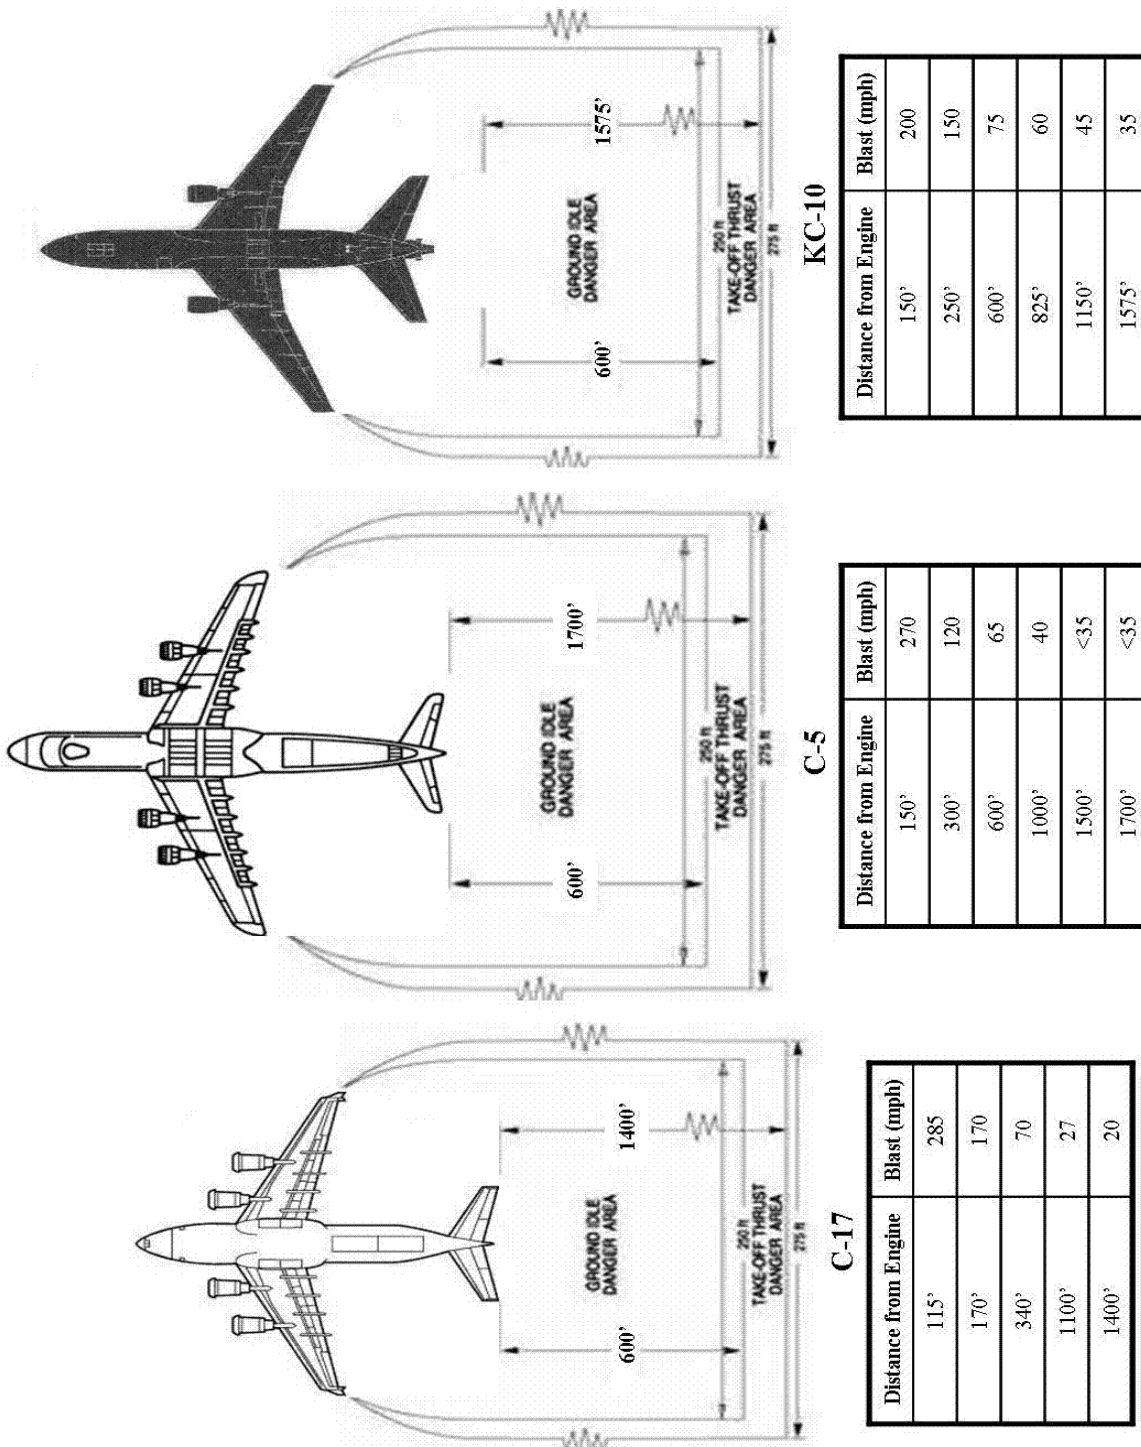 1575’
GROUND IDLE
DANGER AREA
600’
250 ft
TAKE-OFF THRUST
DANGER AREA
275 ft
KC-10
Distance from Engine Blast (mph)
150’ 200
250’ 150
600’ 75
825’ 60
1150’ 45
1575’ 35
1700’
GROUND IDLE
DANGER AREA
600’
250 ft
TAKE-OFF THRUST
DANGER AREA
275 ft
C-5
Distance from Engine Blast (mph)
150’ 270
300’ 120
600’ 65
1000’ 40
1500’ <35
1700’ <35
1400’
GROUND IDLE
DANGER AREA
600’
250 ft
TAKE-OFF THRUST
DANGER AREA
275 ft
C-17
Distance from Engine Blast (mph)
115’ 285
170’ 170
340’ 70
1100’ 27
1400’ 20